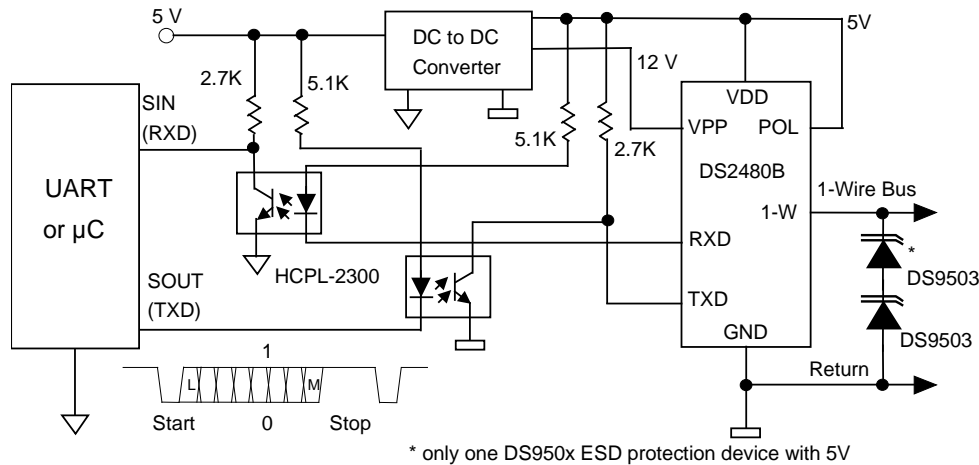 5 V
DC to DC
Converter
5V
12 V
2.7K
5.1K
SIN
(RXD)
5.1K
2.7K
VDD
VPP
POL
DS2480B
UART
or µC
1-Wire Bus
1-W
RXD
*
DS9503
HCPL-2300
SOUT
(TXD)
TXD
GND
DS9503
1
L
M
Return
Start
0
Stop
* only one DS950x ESD protection device with 5V